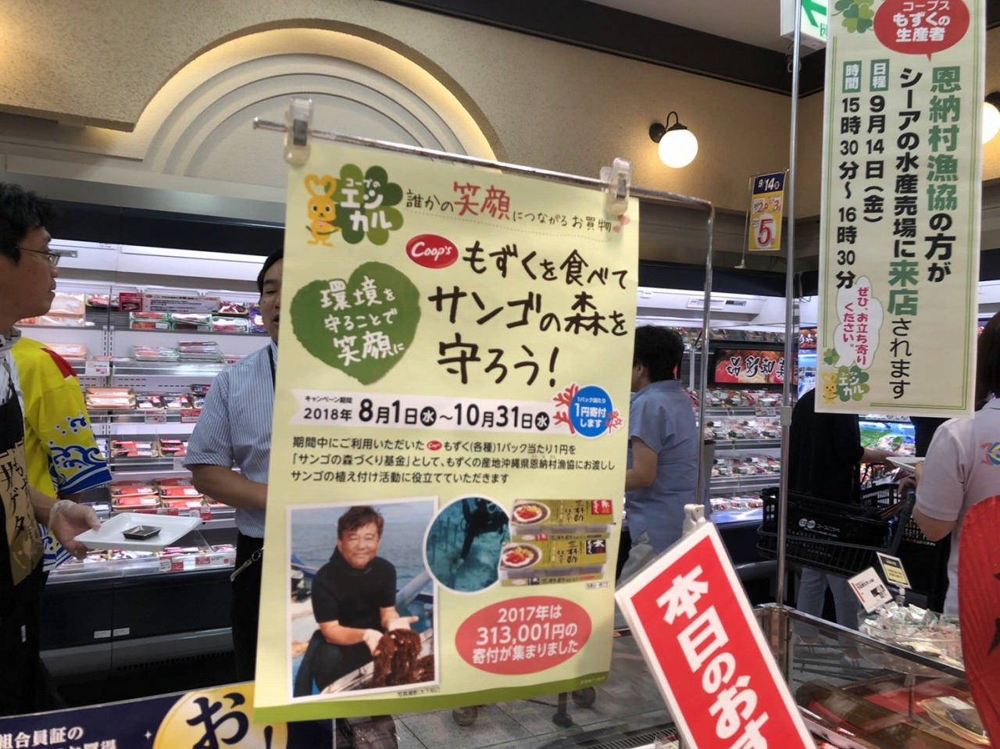 コープの
エシカル
誰かの笑顔につながるお買物
Coop's もずくを食べて
サンゴの森を
守ろう!
環境を
守ることで
笑顔に
キャンペーン期間
2018年 8月1日水~10月31日水
1パック当たり
1円寄付
します
期間中にご利用いただいた Coop's もずく(各種)1パック当たり1円を
「サンゴの森づくり基金」として、もずくの産地沖縄県恩納村漁協にお渡しし
サンゴの植え付け活動に役立てていただきます
2017年は
313,001円の
寄付が集まりました
コープス
もずくの
生産者
恩納村漁協の方が
シーアの水産売場に来店されます
日程 9月14日(金)
時間 15時30分~16時30分
ぜひ、お立ち寄り
ください。
エシカル
9/14
5
本日のおす
組合員証の
お